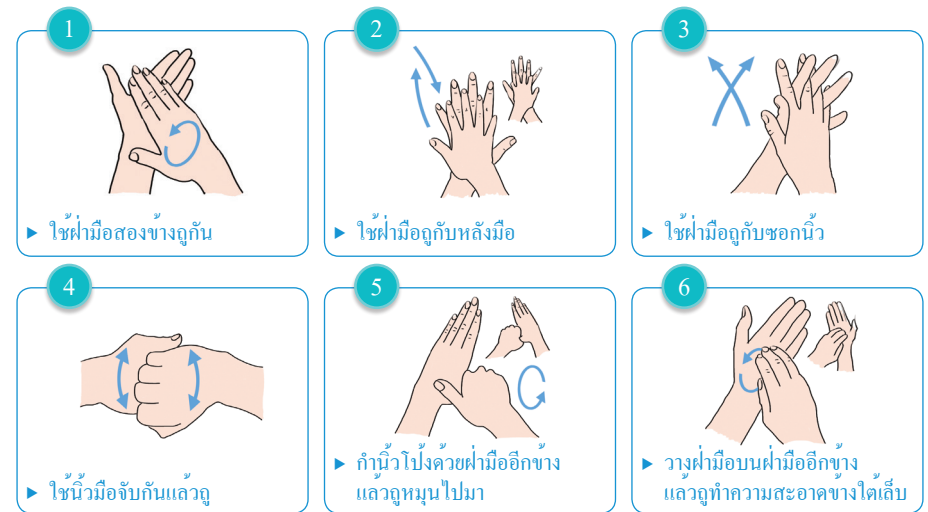 1
▶ ใช้ฝ่ามือสองข้างถูกัน
2
▶ ใช้ฝ่ามือถูกับหลังมือ
3
▶ ใช้ฝ่ามือถูกับซอกนิ้ว
4
▶ ใช้นิ้วมือจับกันแล้วถู
5
▶ กำนิ้วโป้งด้วยฝ่ามืออีกข้าง
แล้วถูหมุนไปมา
6
▶ วางฝ่ามือบนฝ่ามืออีกข้าง
แล้วถูทำความสะอาดข้างใต้เล็บ